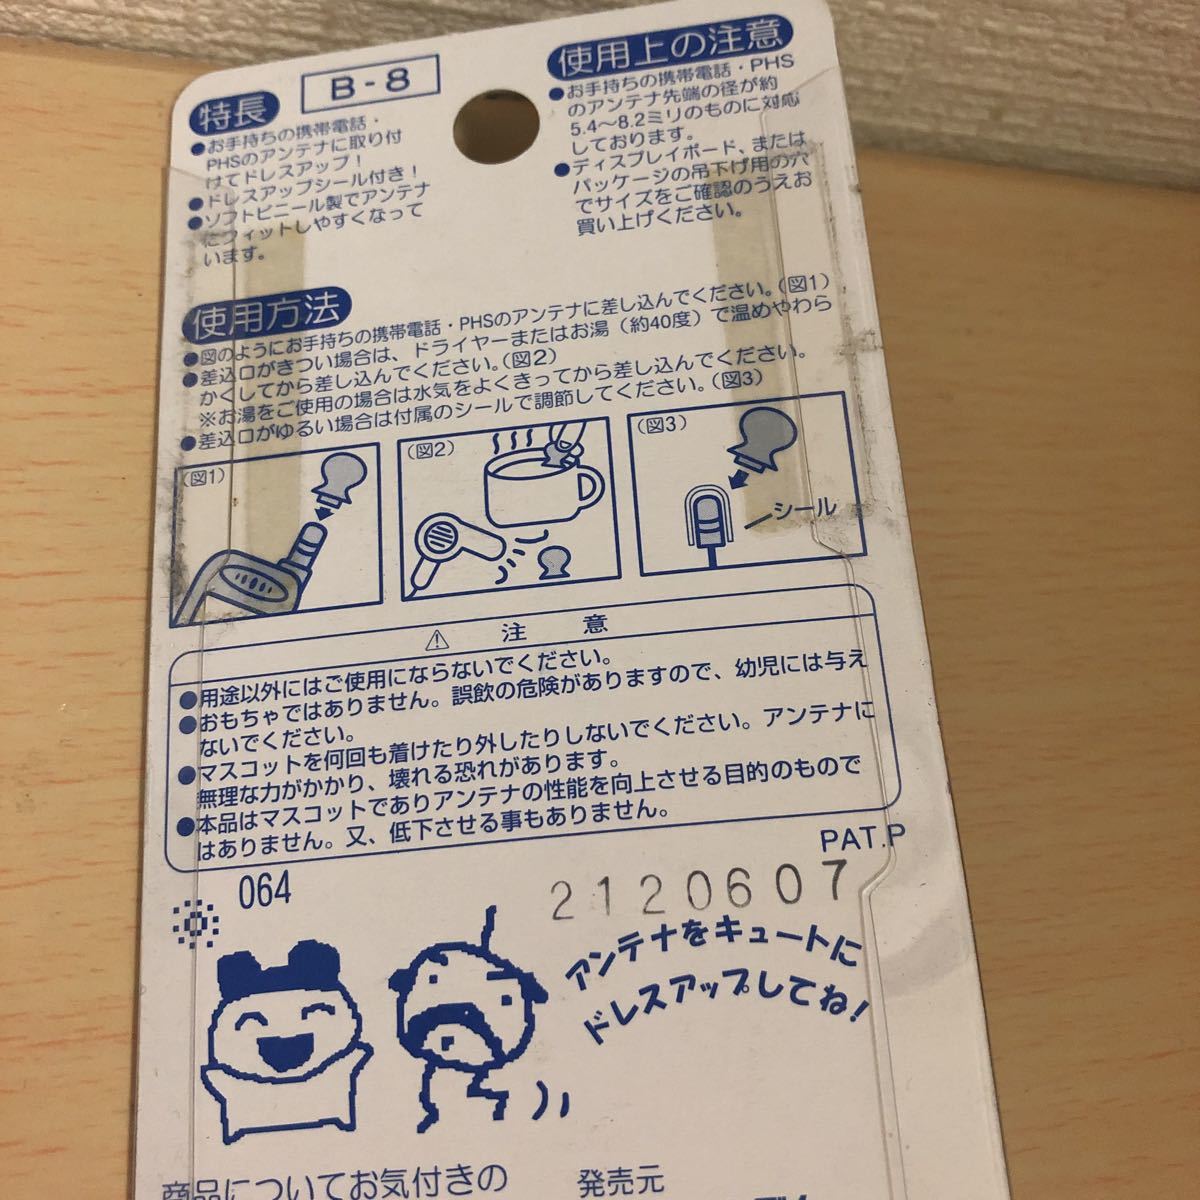 B-8
特長
●お手持ちの携帯電話・
PHSのアンテナに取り付
けてドレスアップ!
●ドレスアップシール付き!
●ソフトビニール製でアンテナ
にフィットしやすくなって
います。
使用上の注意
●お手持ちの携帯電話・PHS
のアンテナ先端の径が約
5.4〜8.2ミリのものに対応
しております。
●ディスプレイボード、または
パッケージの吊下げ用の穴
でサイズをご確認のうえお
買い上げください。
使用方法
●図のようにお手持ちの携帯電話・PHSのアンテナに差し込んでください。(図1)
●差込口がきつい場合は、ドライヤーまたはお湯(約40度)で温めやわら
かくしてから差し込んでください。(図2)
※お湯をご使用の場合は水気をよくきってから差し込んでください。
●差込口がゆるい場合は付属のシールで調節してください。(図3)
(図1)
(図2)
(図3)
シール
⚠ 注 意
●用途以外にはご使用にならないでください。
●おもちゃではありません。誤飲の危険がありますので、幼児には与え
ないでください。
●マスコットを何回も着けたり外したりしないでください。アンテナに
無理な力がかかり、壊れる恐れがあります。
●本品はマスコットでありアンテナの性能を向上させる目的のもので
はありません。又、低下させる事もありません。
PAT.P
064
2120607
アンテナをキュートに
ドレスアップしてね!
商品についてお気付きの
発売元